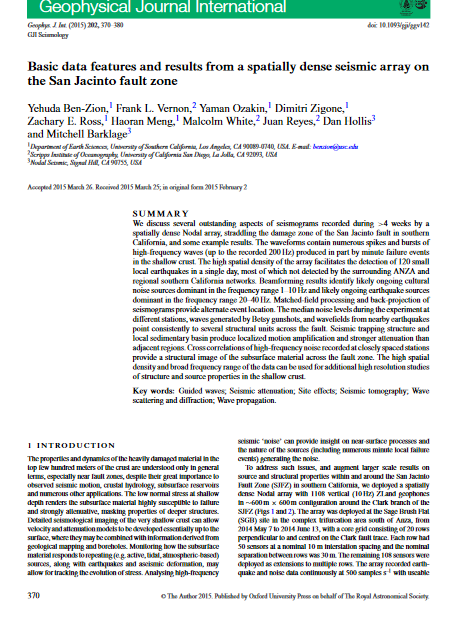 Geophysical Journal International
Geophys. J. Int. (2015) 202, 370–380
doi: 10.1093/gji/ggv142
GJI Seismology
Basic data features and results from a spatially dense seismic array on
the San Jacinto fault zone
Yehuda Ben-Zion,1 Frank L. Vernon,2 Yaman Ozakin,1 Dimitri Zigone,1
Zachary E. Ross,1 Haoran Meng,1 Malcolm White,2 Juan Reyes,2 Dan Hollis3
and Mitchell Barklage3
1Department of Earth Sciences, University of Southern California, Los Angeles, CA 90089-0740, USA. E-mail: benzion@usc.edu
2Scripps Institute of Oceanography, University of California San Diego, La Jolla, CA 92093, USA
3Nodal Seismic, Signal Hill, CA 90755, USA
Accepted 2015 March 26. Received 2015 March 25; in original form 2015 February 2
SUMMARY
We discuss several outstanding aspects of seismograms recorded during >4 weeks by a
spatially dense Nodal array, straddling the damage zone of the San Jacinto fault in southern
California, and some example results. The waveforms contain numerous spikes and bursts of
high-frequency waves (up to the recorded 200 Hz) produced in part by minute failure events
in the shallow crust. The high spatial density of the array facilitates the detection of 120 small
local earthquakes in a single day, most of which not detected by the surrounding ANZA and
regional southern California networks. Beamforming results identify likely ongoing cultural
noise sources dominant in the frequency range 1–10 Hz and likely ongoing earthquake sources
dominant in the frequency range 20–40 Hz. Matched-field processing and back-projection of
seismograms provide alternate event location. The median noise levels during the experiment at
different stations, waves generated by Betsy gunshots, and wavefields from nearby earthquakes
point consistently to several structural units across the fault. Seismic trapping structure and
local sedimentary basin produce localized motion amplification and stronger attenuation than
adjacent regions. Cross correlations of high-frequency noise recorded at closely spaced stations
provide a structural image of the subsurface material across the fault zone. The high spatial
density and broad frequency range of the data can be used for additional high resolution studies
of structure and source properties in the shallow crust.
Key words: Guided waves; Seismic attenuation; Site effects; Seismic tomography; Wave
scattering and diffraction; Wave propagation.
1 INTRODUCTION
The properties and dynamics of the heavily damaged material in the
top few hundred meters of the crust are understood only in general
terms, especially near fault zones, despite their great importance to
observed seismic motion, crustal hydrology, subsurface reservoirs
and numerous other applications. The low normal stress at shallow
depth renders the subsurface material highly susceptible to failure
and strongly attenuative, masking properties of deeper structures.
Detailed seismological imaging of the very shallow crust can allow
velocity and attenuation models to be developed essentially up to the
surface, where they may be combined with information derived from
geological mapping and boreholes. Monitoring how the subsurface
material responds to repeating (e.g. active, tidal, atmospheric-based)
sources, along with earthquakes and aseismic deformation, may
allow for tracking the evolution of stress. Analysing high-frequency
seismic 'noise' can provide insight on near-surface processes and
the nature of the sources (including numerous minute local failure
events) generating the noise.
To address such issues, and augment larger scale results on
source and structural properties within and around the San Jacinto
Fault Zone (SJFZ) in southern California, we deployed a spatially
dense Nodal array with 1108 vertical (10 Hz) ZLand geophones
in ~600 m × 600 m configuration around the Clark branch of the
SJFZ (Figs 1 and 2). The array was deployed at the Sage Brush Flat
(SGB) site in the complex trifurcation area south of Anza, from
2014 May 7 to 2014 June 13, with a core grid consisting of 20 rows
perpendicular to and centred on the Clark fault trace. Each row had
50 sensors at a nominal 10 m interstation spacing and the nominal
separation between rows was 30 m. The remaining 108 sensors were
deployed as extensions to multiple rows. The array recorded earth-
quake and noise data continuously at 500 samples s−1 with useable
370
© The Author 2015. Published by Oxford University Press on behalf of The Royal Astronomical Society.